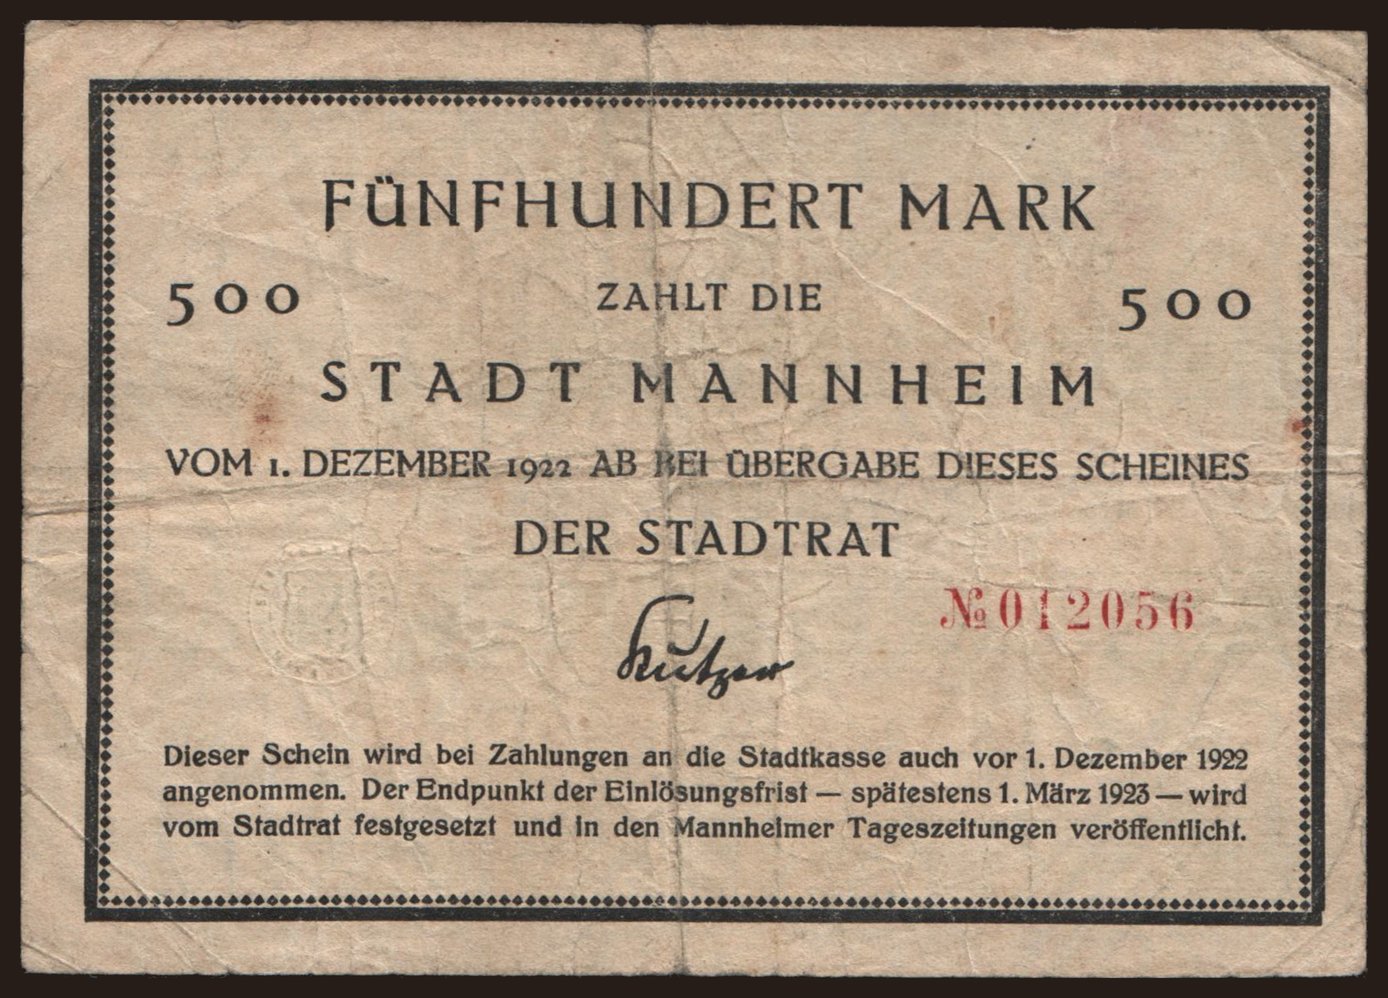 FÜNFHUNDERT MARK
500 ZAHLT DIE 500
STADT MANNHEIM
VOM 1. DEZEMBER 1922 AB BEI ÜBERGABE DIESES SCHEINES
DER STADTRAT
№ 012056
Kutzer
Dieser Schein wird bei Zahlungen an die Stadtkasse auch vor 1. Dezember 1922
angenommen. Der Endpunkt der Einlösungsfrist — spätestens 1. März 1923 — wird
vom Stadtrat festgesetzt und in den Mannheimer Tageszeitungen veröffentlicht.